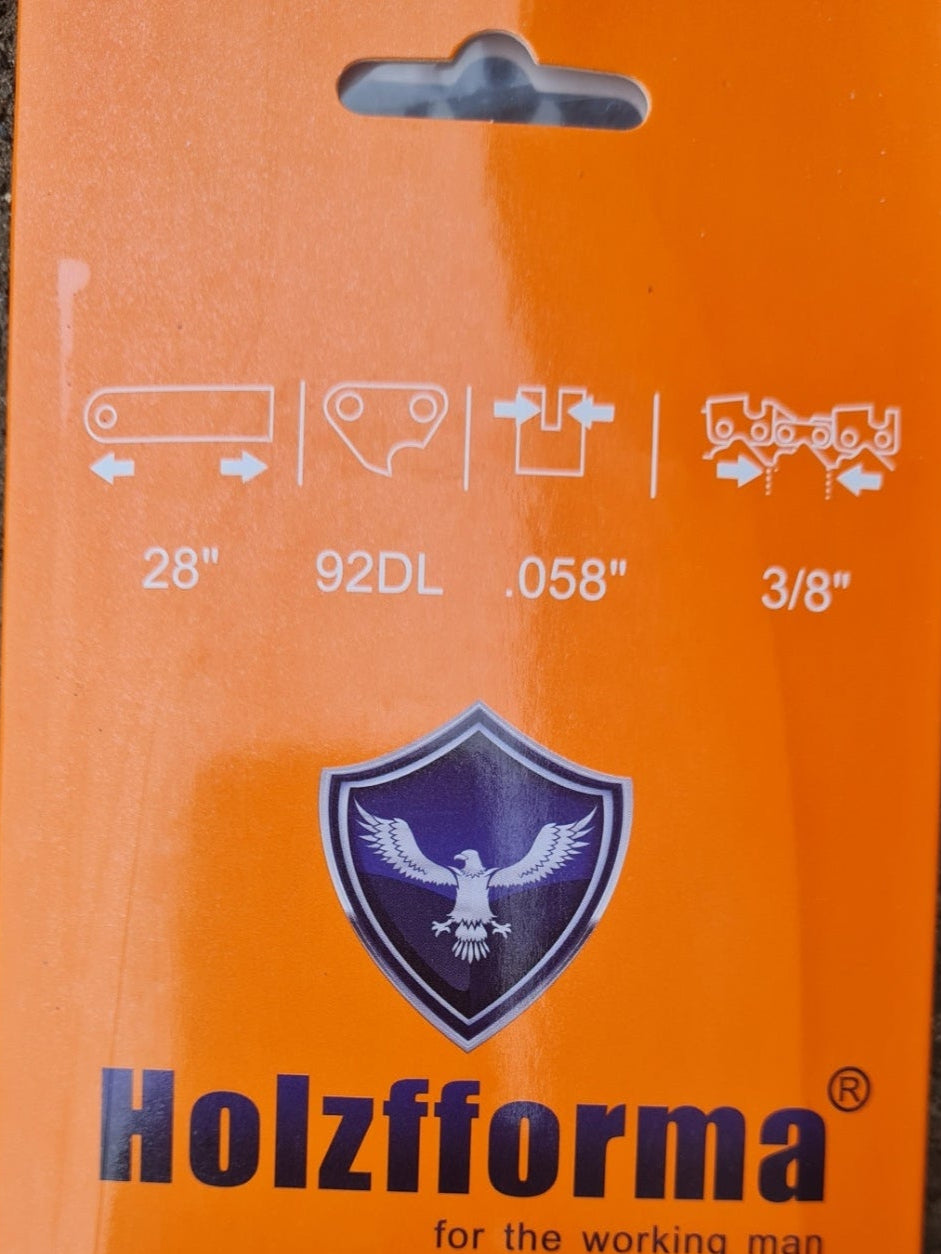 28" 92DL .058" 3/8"
Holzfforma®
for the working man